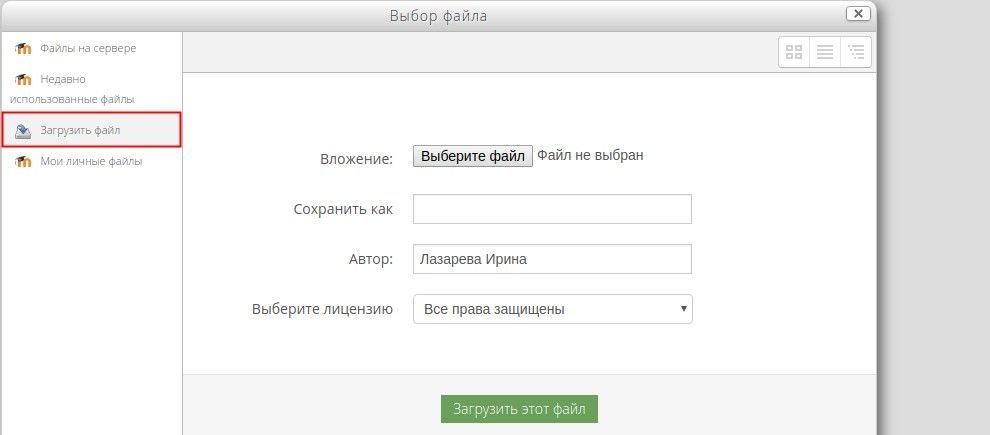 Выбор файла
Файлы на сервере
Недавно
использованные файлы
Загрузить файл
Мои личные файлы
Вложение: Выберите файл Файл не выбран
Сохранить как
Автор: Лазарева Ирина
Выберите лицензию Все права защищены
Загрузить этот файл